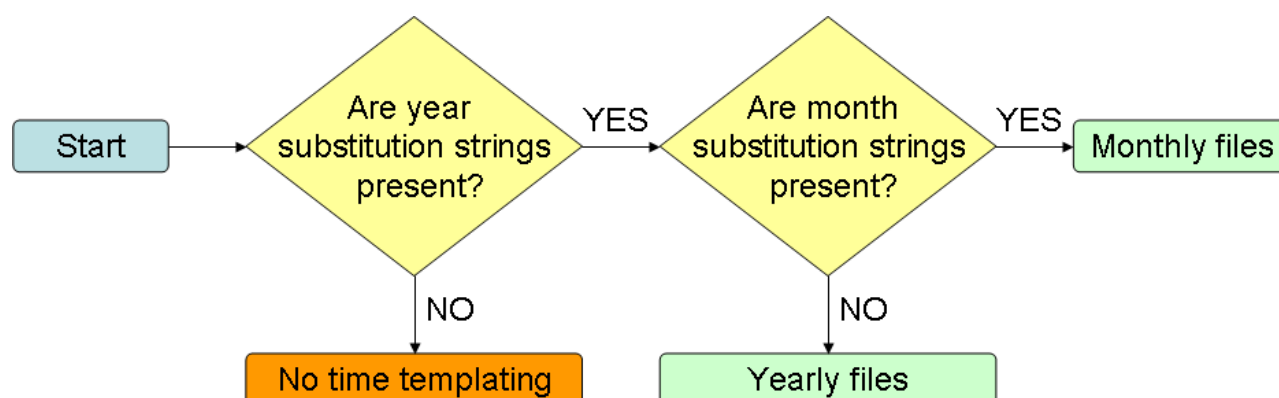 Start
Are year
substitution strings
present?
YES
Are month
substitution strings
present?
YES
Monthly files
NO
NO
No time templating
Yearly files